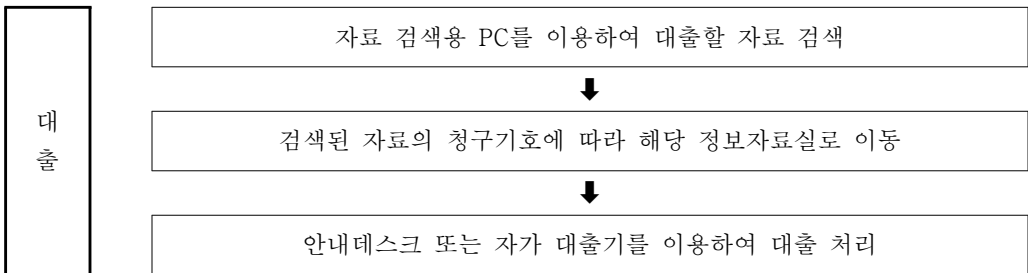 대
출
자료 검색용 PC를 이용하여 대출할 자료 검색
검색된 자료의 청구기호에 따라 해당 정보자료실로 이동
안내데스크 또는 자가 대출기를 이용하여 대출 처리